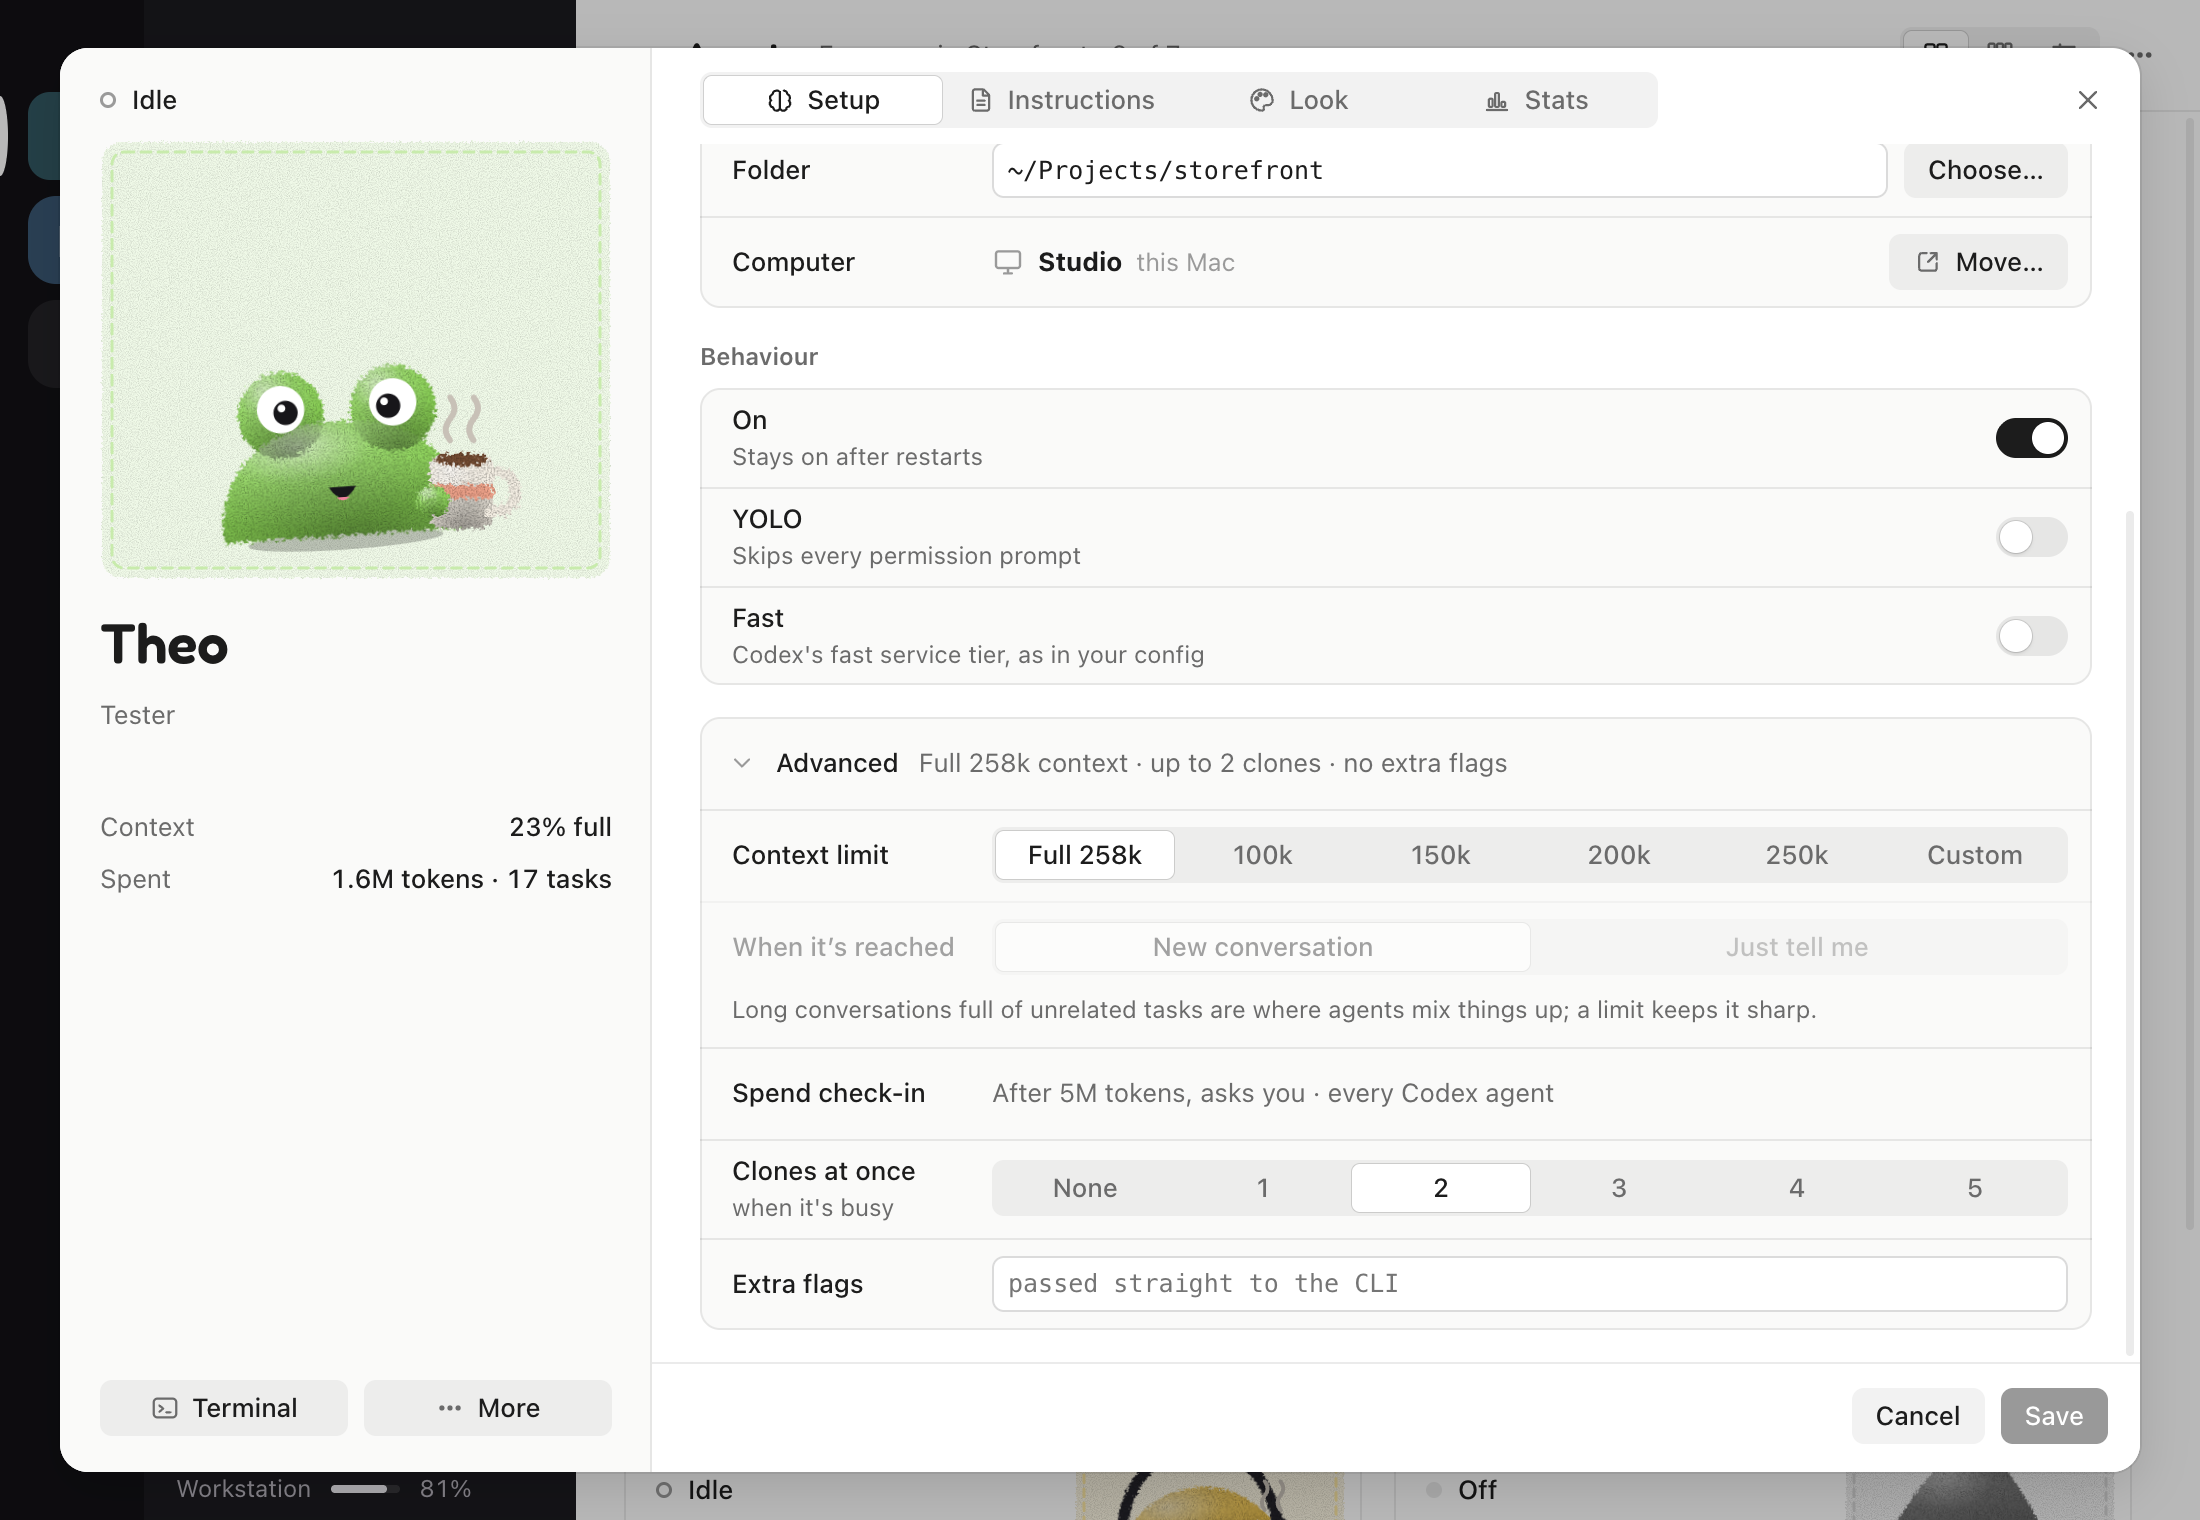 Idle
Theo
Tester
Context 23% full
Spent 1.6M tokens · 17 tasks
Terminal
More
Setup
Instructions
Look
Stats
Folder ~/Projects/storefront Choose...
Computer Studio this Mac Move...
Behaviour
On
Stays on after restarts
YOLO
Skips every permission prompt
Fast
Codex's fast service tier, as in your config
Advanced Full 258k context · up to 2 clones · no extra flags
Context limit Full 258k 100k 150k 200k 250k Custom
When it’s reached New conversation Just tell me
Long conversations full of unrelated tasks are where agents mix things up; a limit keeps it sharp.
Spend check-in After 5M tokens, asks you · every Codex agent
Clones at once None 1 2 3 4 5
when it's busy
Extra flags passed straight to the CLI
Cancel Save
Workstation 81%
Idle
Off